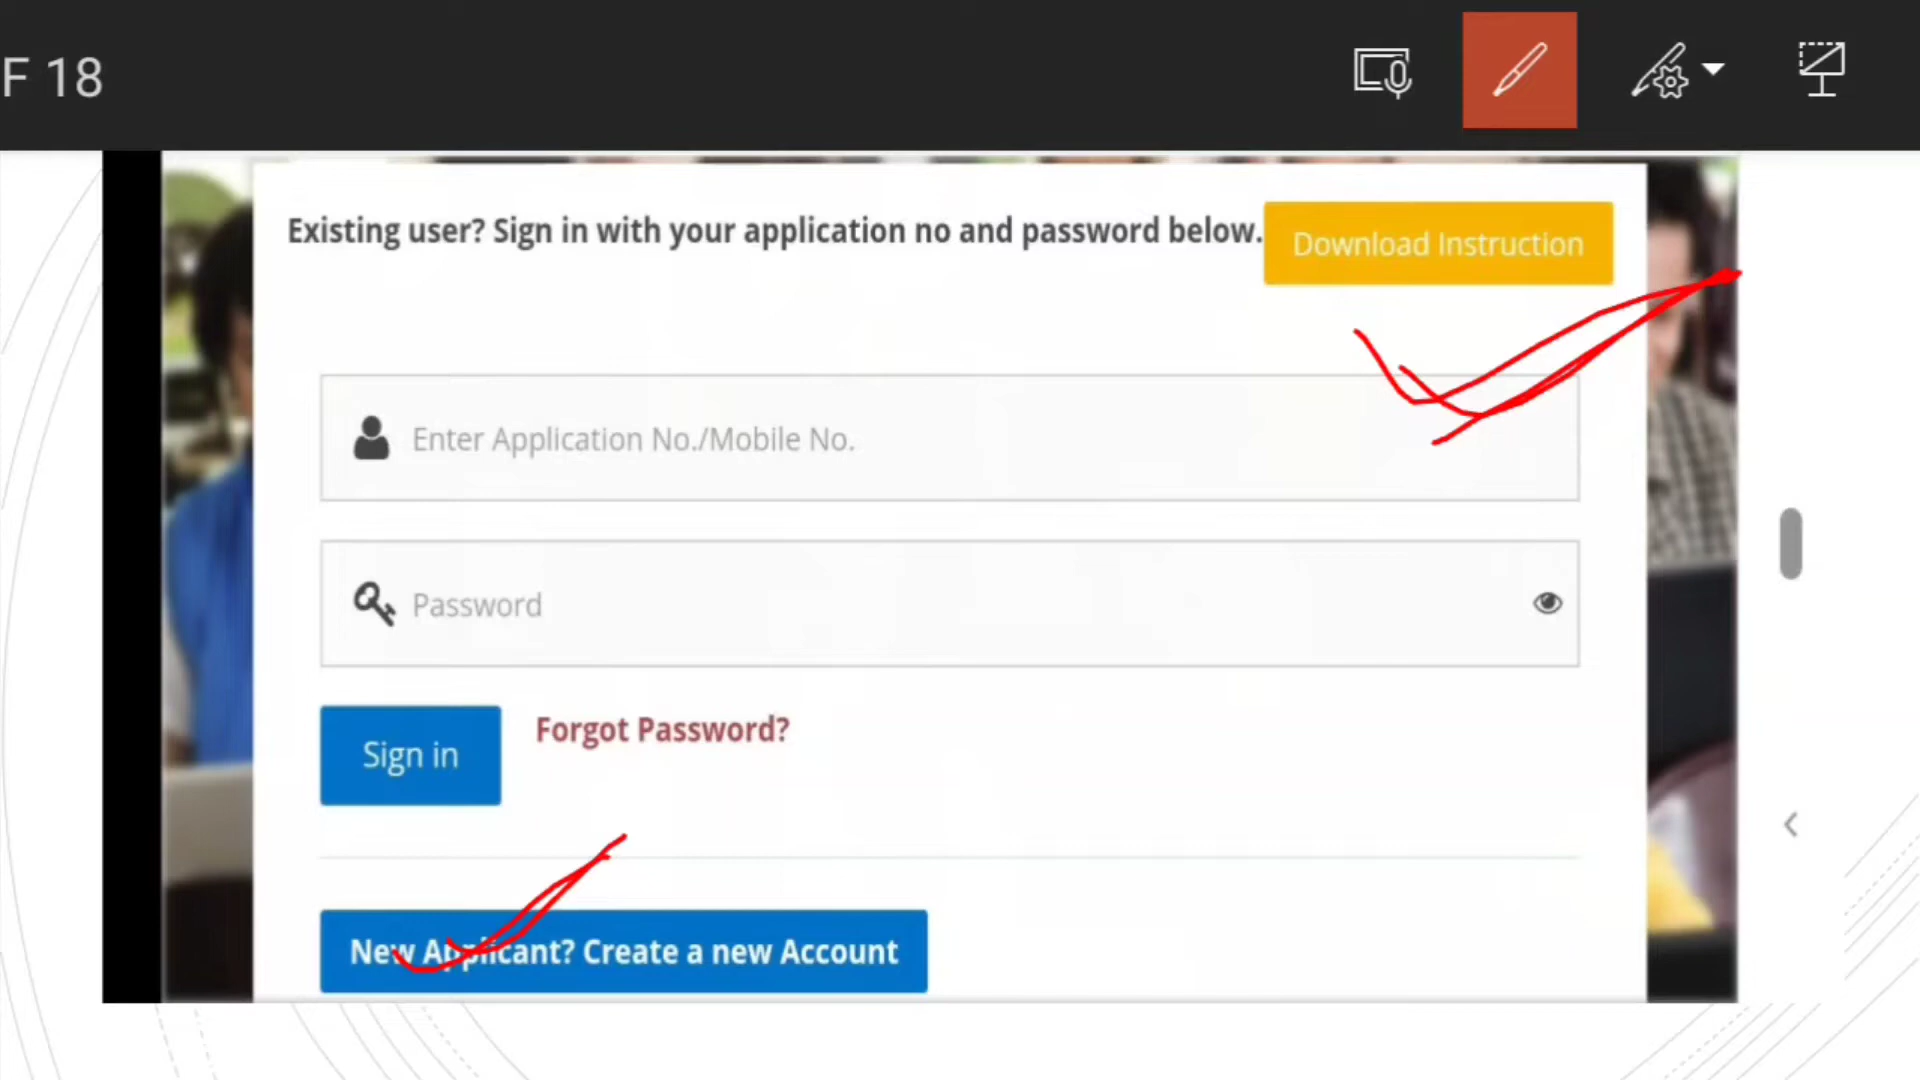 F 18
Existing user? Sign in with your application no and password below.
Download Instruction
Enter Application No./Mobile No.
Password
Sign in
Forgot Password?
New Applicant? Create a new Account